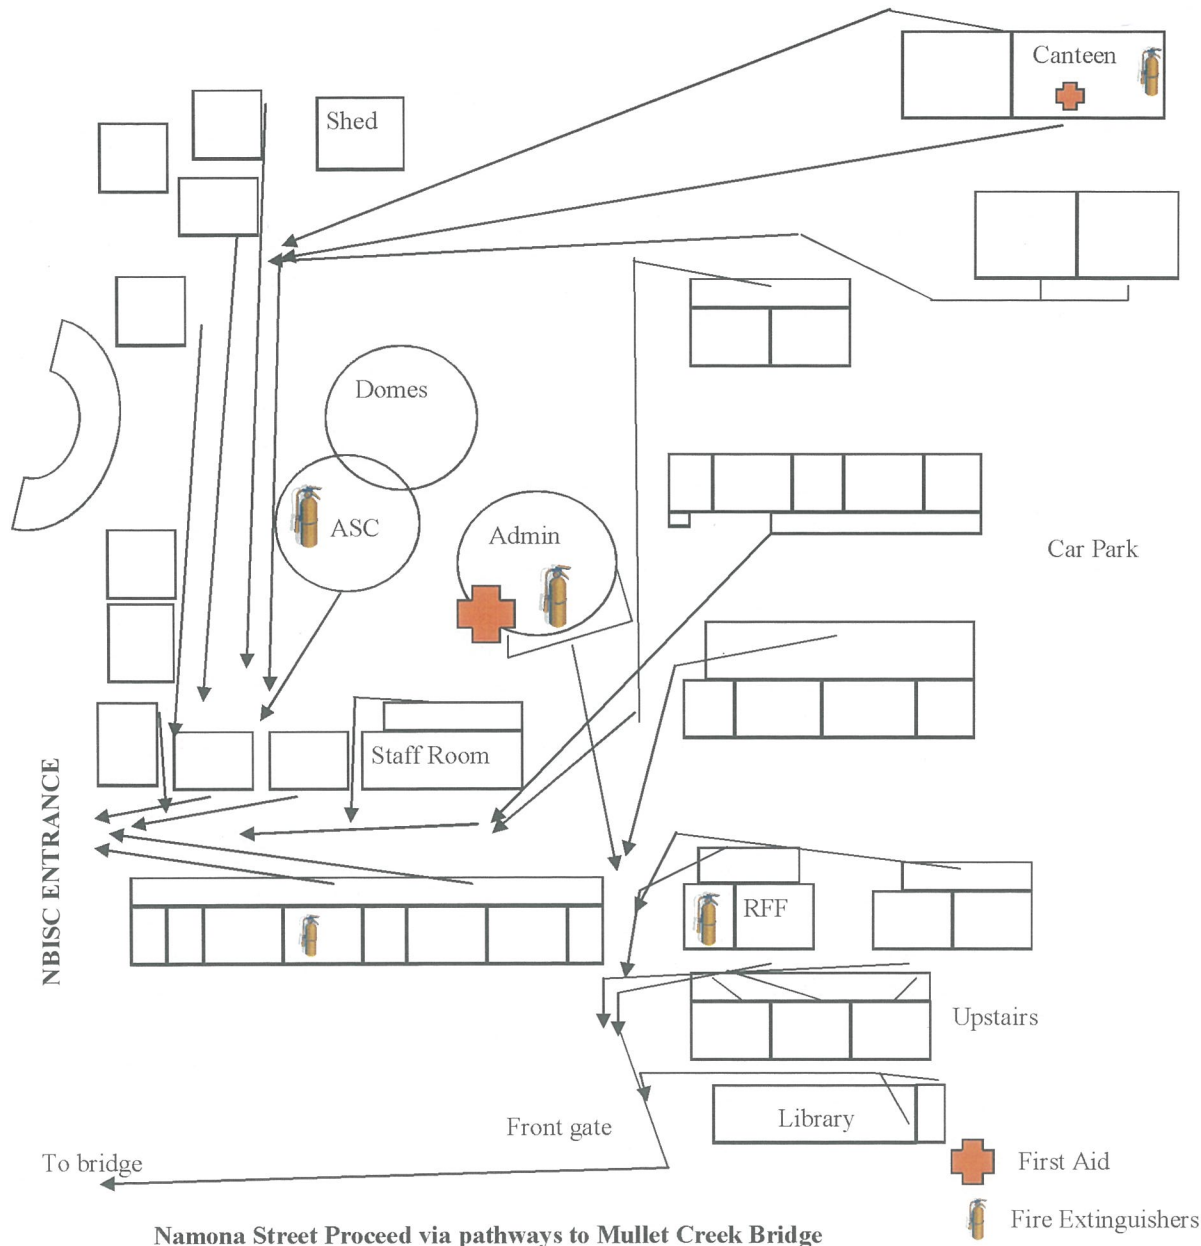 Canteen
Shed
Domes
ASC
Admin
Car Park
Staff Room
NBISC ENTRANCE
RFF
Upstairs
Front gate
Library
To bridge
First Aid
Fire Extinguishers
Namona Street Proceed via pathways to Mullet Creek Bridge